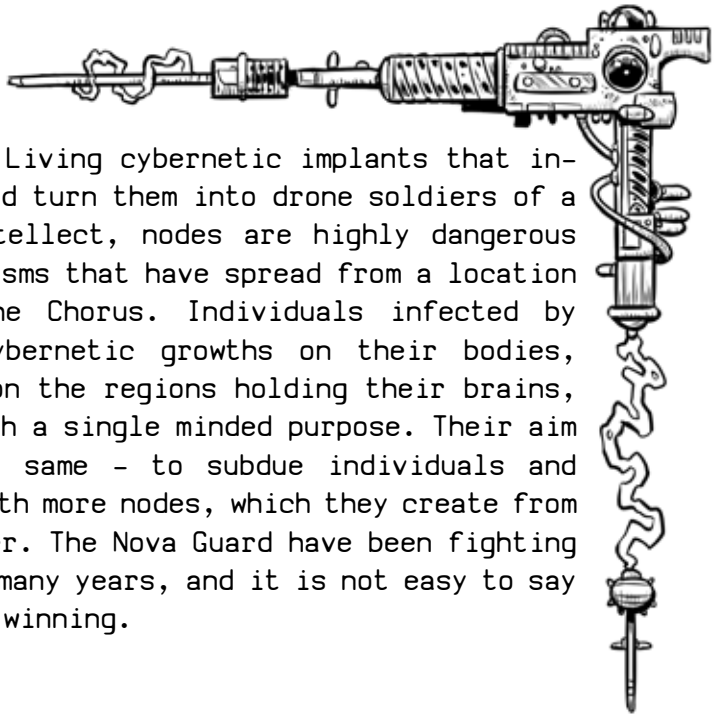 Living cybernetic implants that in-
d turn them into drone soldiers of a
tellect, nodes are highly dangerous
sms that have spread from a location
e Chorus. Individuals infected by
ybernetic growths on their bodies,
on the regions holding their brains,
h a single minded purpose. Their aim
same – to subdue individuals and
th more nodes, which they create from
r. The Nova Guard have been fighting
many years, and it is not easy to say
winning.